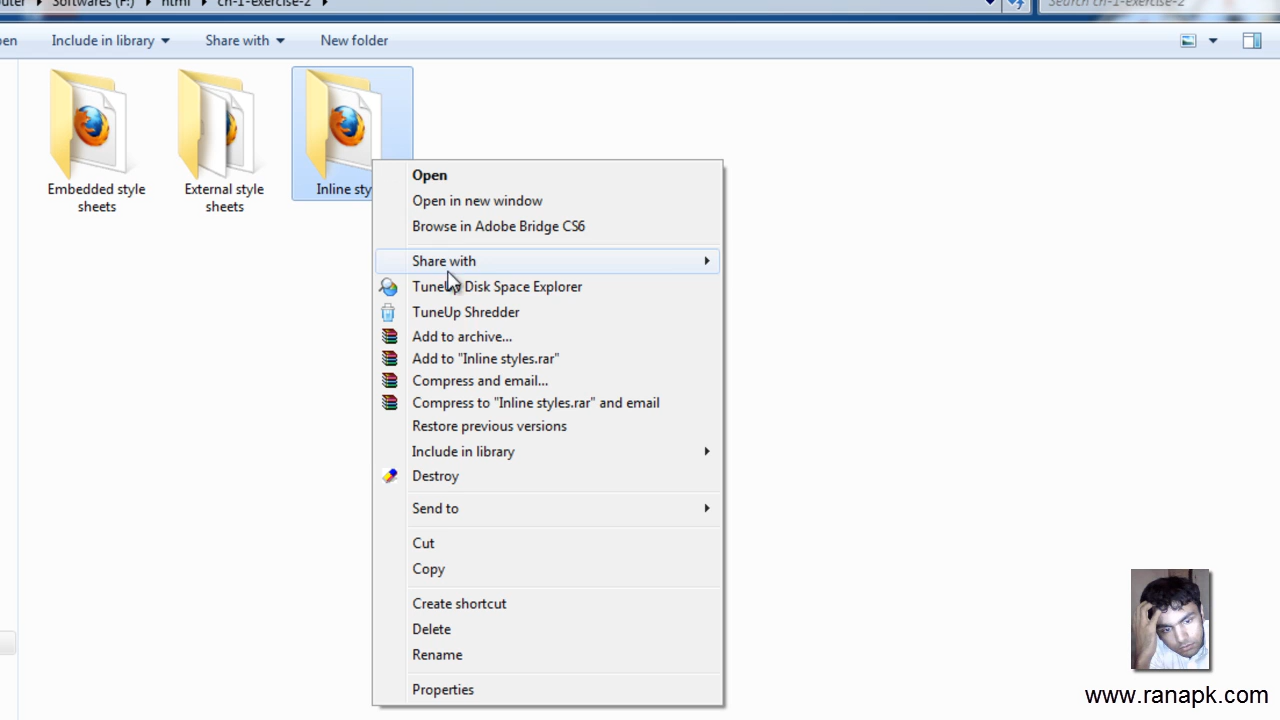 Softwares (F:) html ch-1-exercise-2
Search ch-1-exercise-2
Include in library Share with New folder
Embedded style
sheets
External style
sheets
Inline sty
Open
Open in new window
Browse in Adobe Bridge CS6
Share with
TuneUp Disk Space Explorer
TuneUp Shredder
Add to archive...
Add to "Inline styles.rar"
Compress and email...
Compress to "Inline styles.rar" and email
Restore previous versions
Include in library
Destroy
Send to
Cut
Copy
Create shortcut
Delete
Rename
Properties
www.ranapk.com